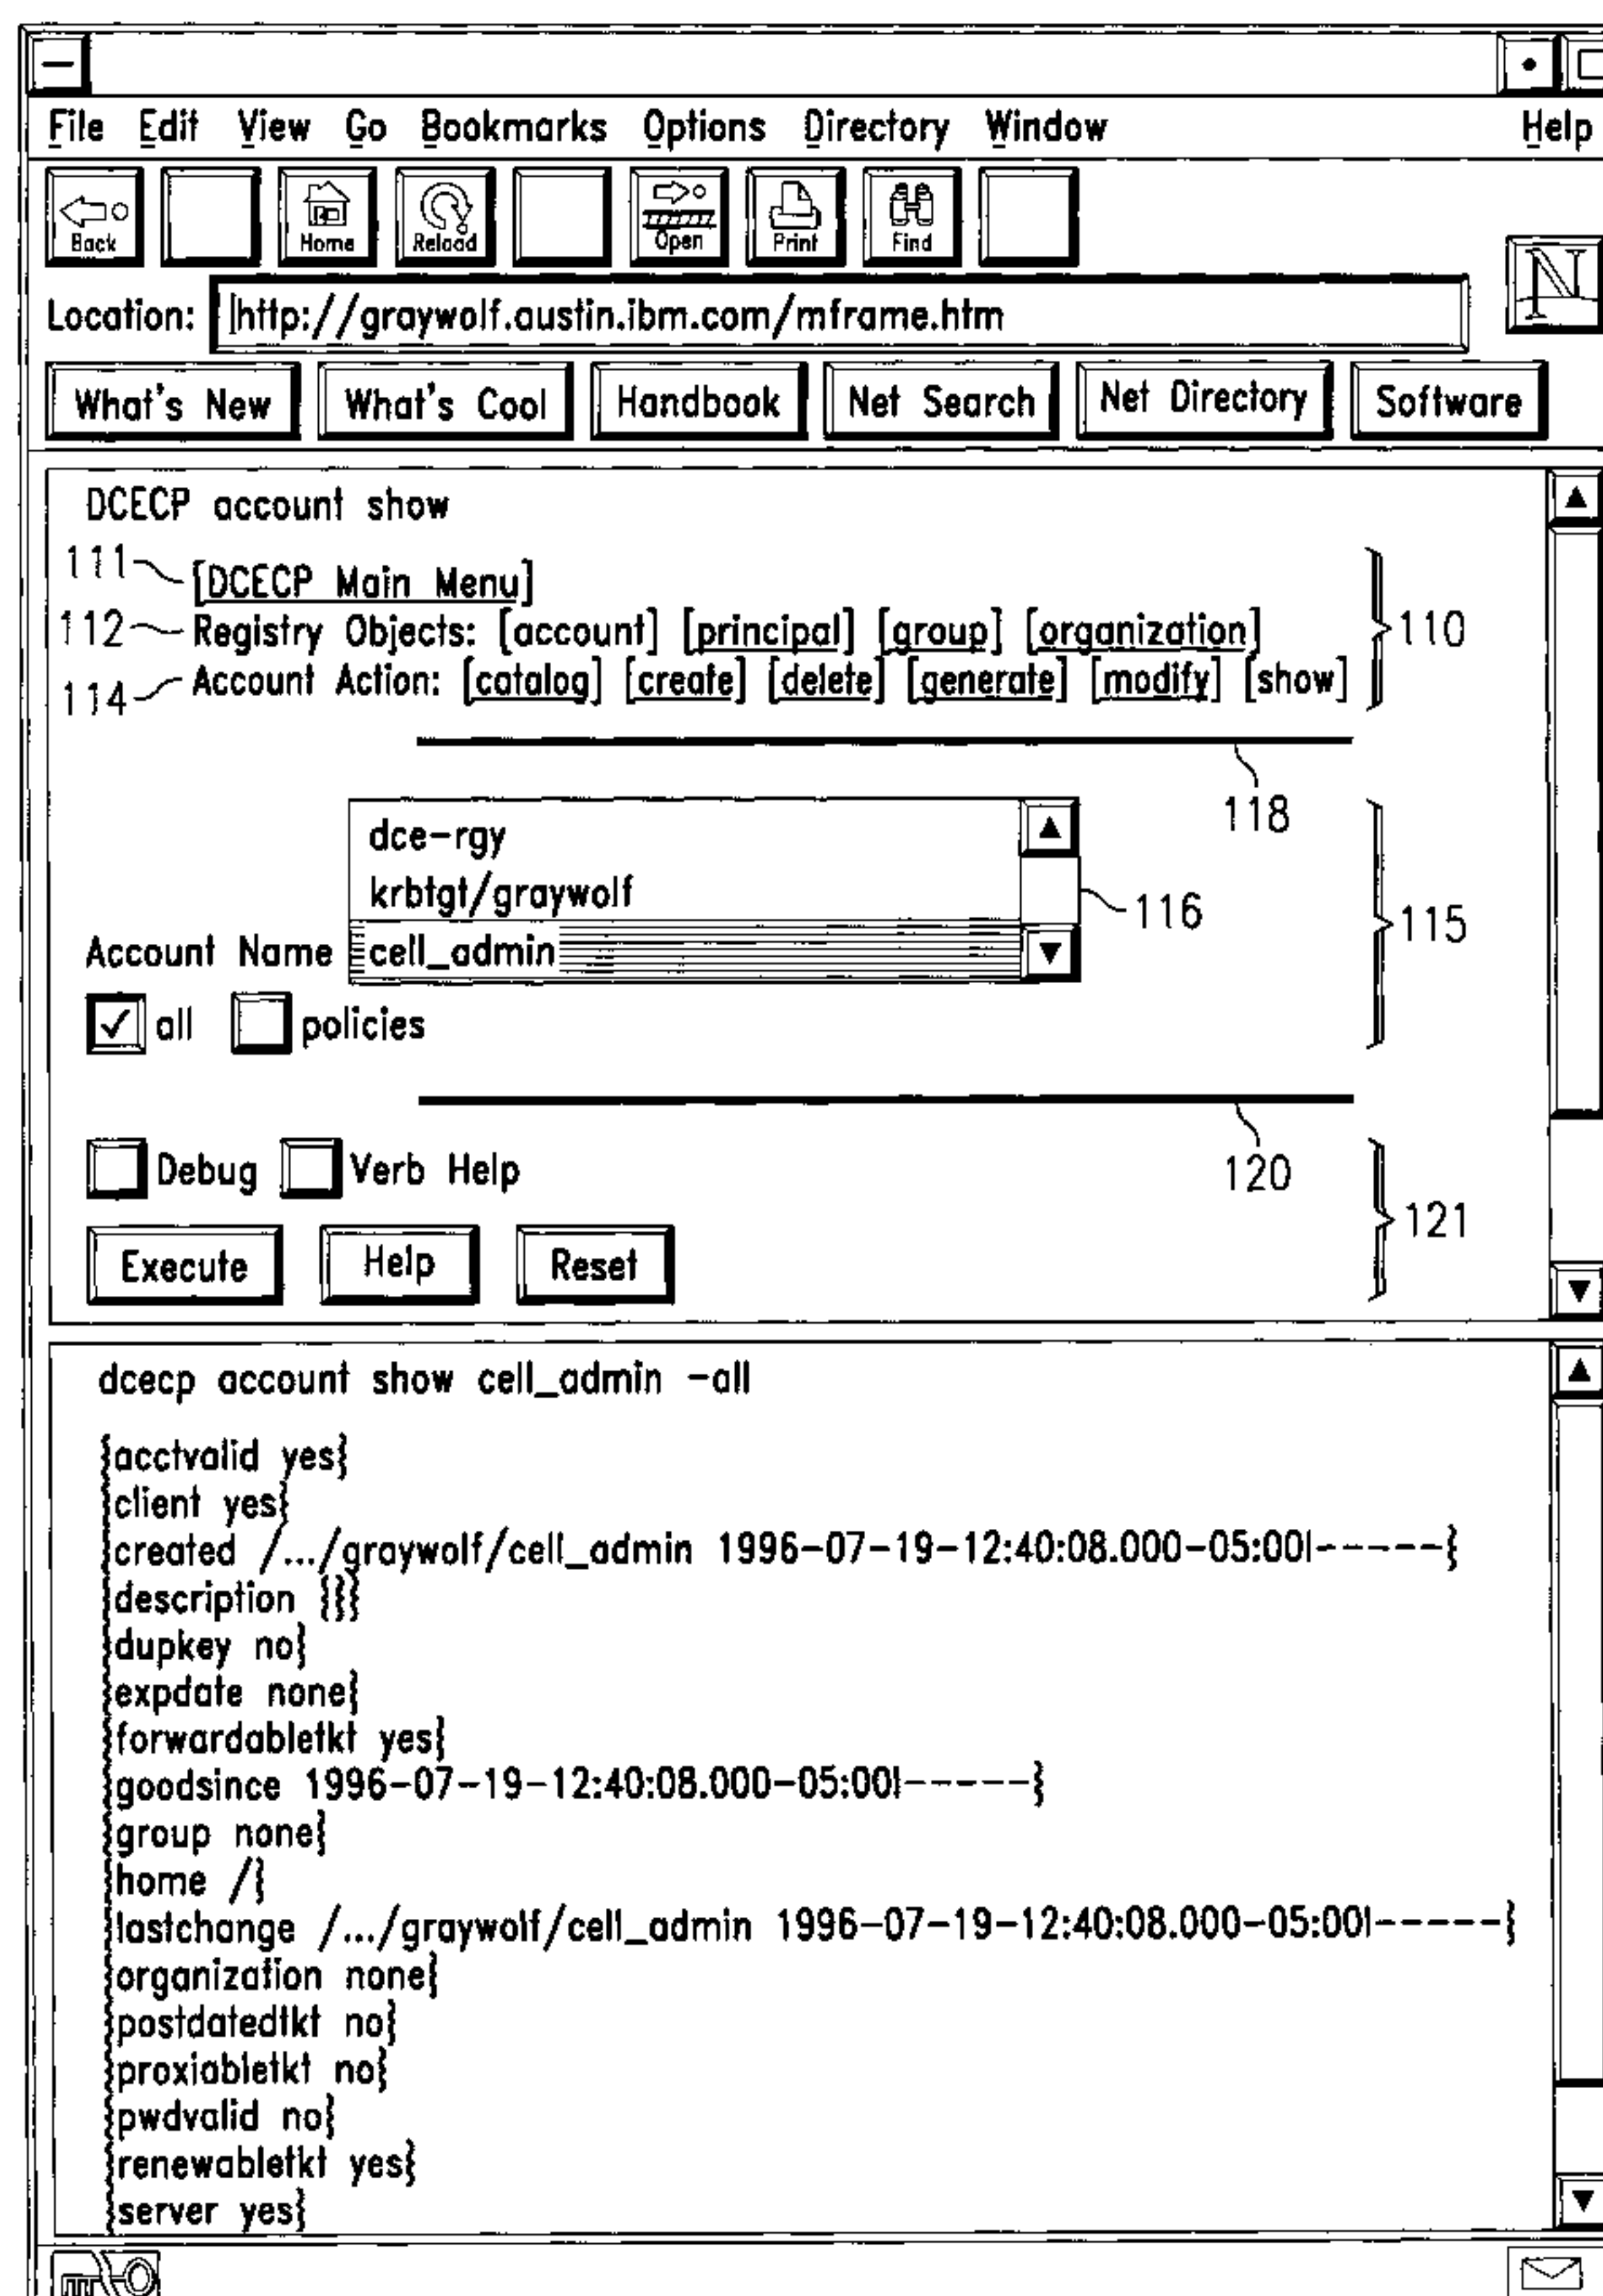 File Edit View Go Bookmarks Options Directory Window Help
Back Home Reload Open Print Find
N
Location: http://graywolf.austin.ibm.com/mframe.htm
What's New What's Cool Handbook Net Search Net Directory Software
DCECP account show
111 [DCECP Main Menu]
112 Registry Objects: [account] [principal] [group] [organization] 110
114 Account Action: [catalog] [create] [delete] [generate] [modify] [show]
118
dce-rgy
krbtgt/graywolf 116
Account Name cell_admin 115
all policies
120
Debug Verb Help
121
Execute Help Reset
dcecp account show cell_admin -all
{acctvalid yes{
{client yes{
{created /.../graywolf/cell_admin 1996-07-19-12:40:08.000-05:00I-----{
{description {{{
{dupkey no{
{expdate none{
{forwardabletkt yes{
{goodsince 1996-07-19-12:40:08.000-05:00I-----{
{group none{
{home /{
{lastchange /.../graywolf/cell_admin 1996-07-19-12:40:08.000-05:00I-----{
{organization none{
{postdatedtkt no{
{proxiabletkt no{
{pwdvalid no{
{renewabletkt yes{
{server yes{